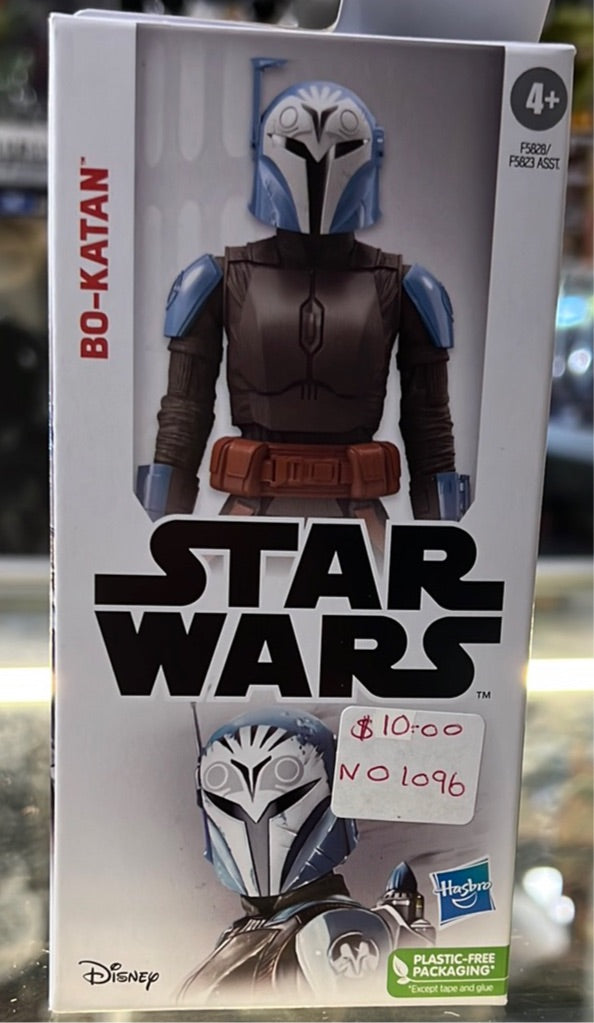 4+
F5828/
F5823 ASST.
BO-KATAN™
STAR
WARS
™
$10.00
NO 1096
Hasbro
Disney
PLASTIC-FREE
PACKAGING*
*Except tape and glue